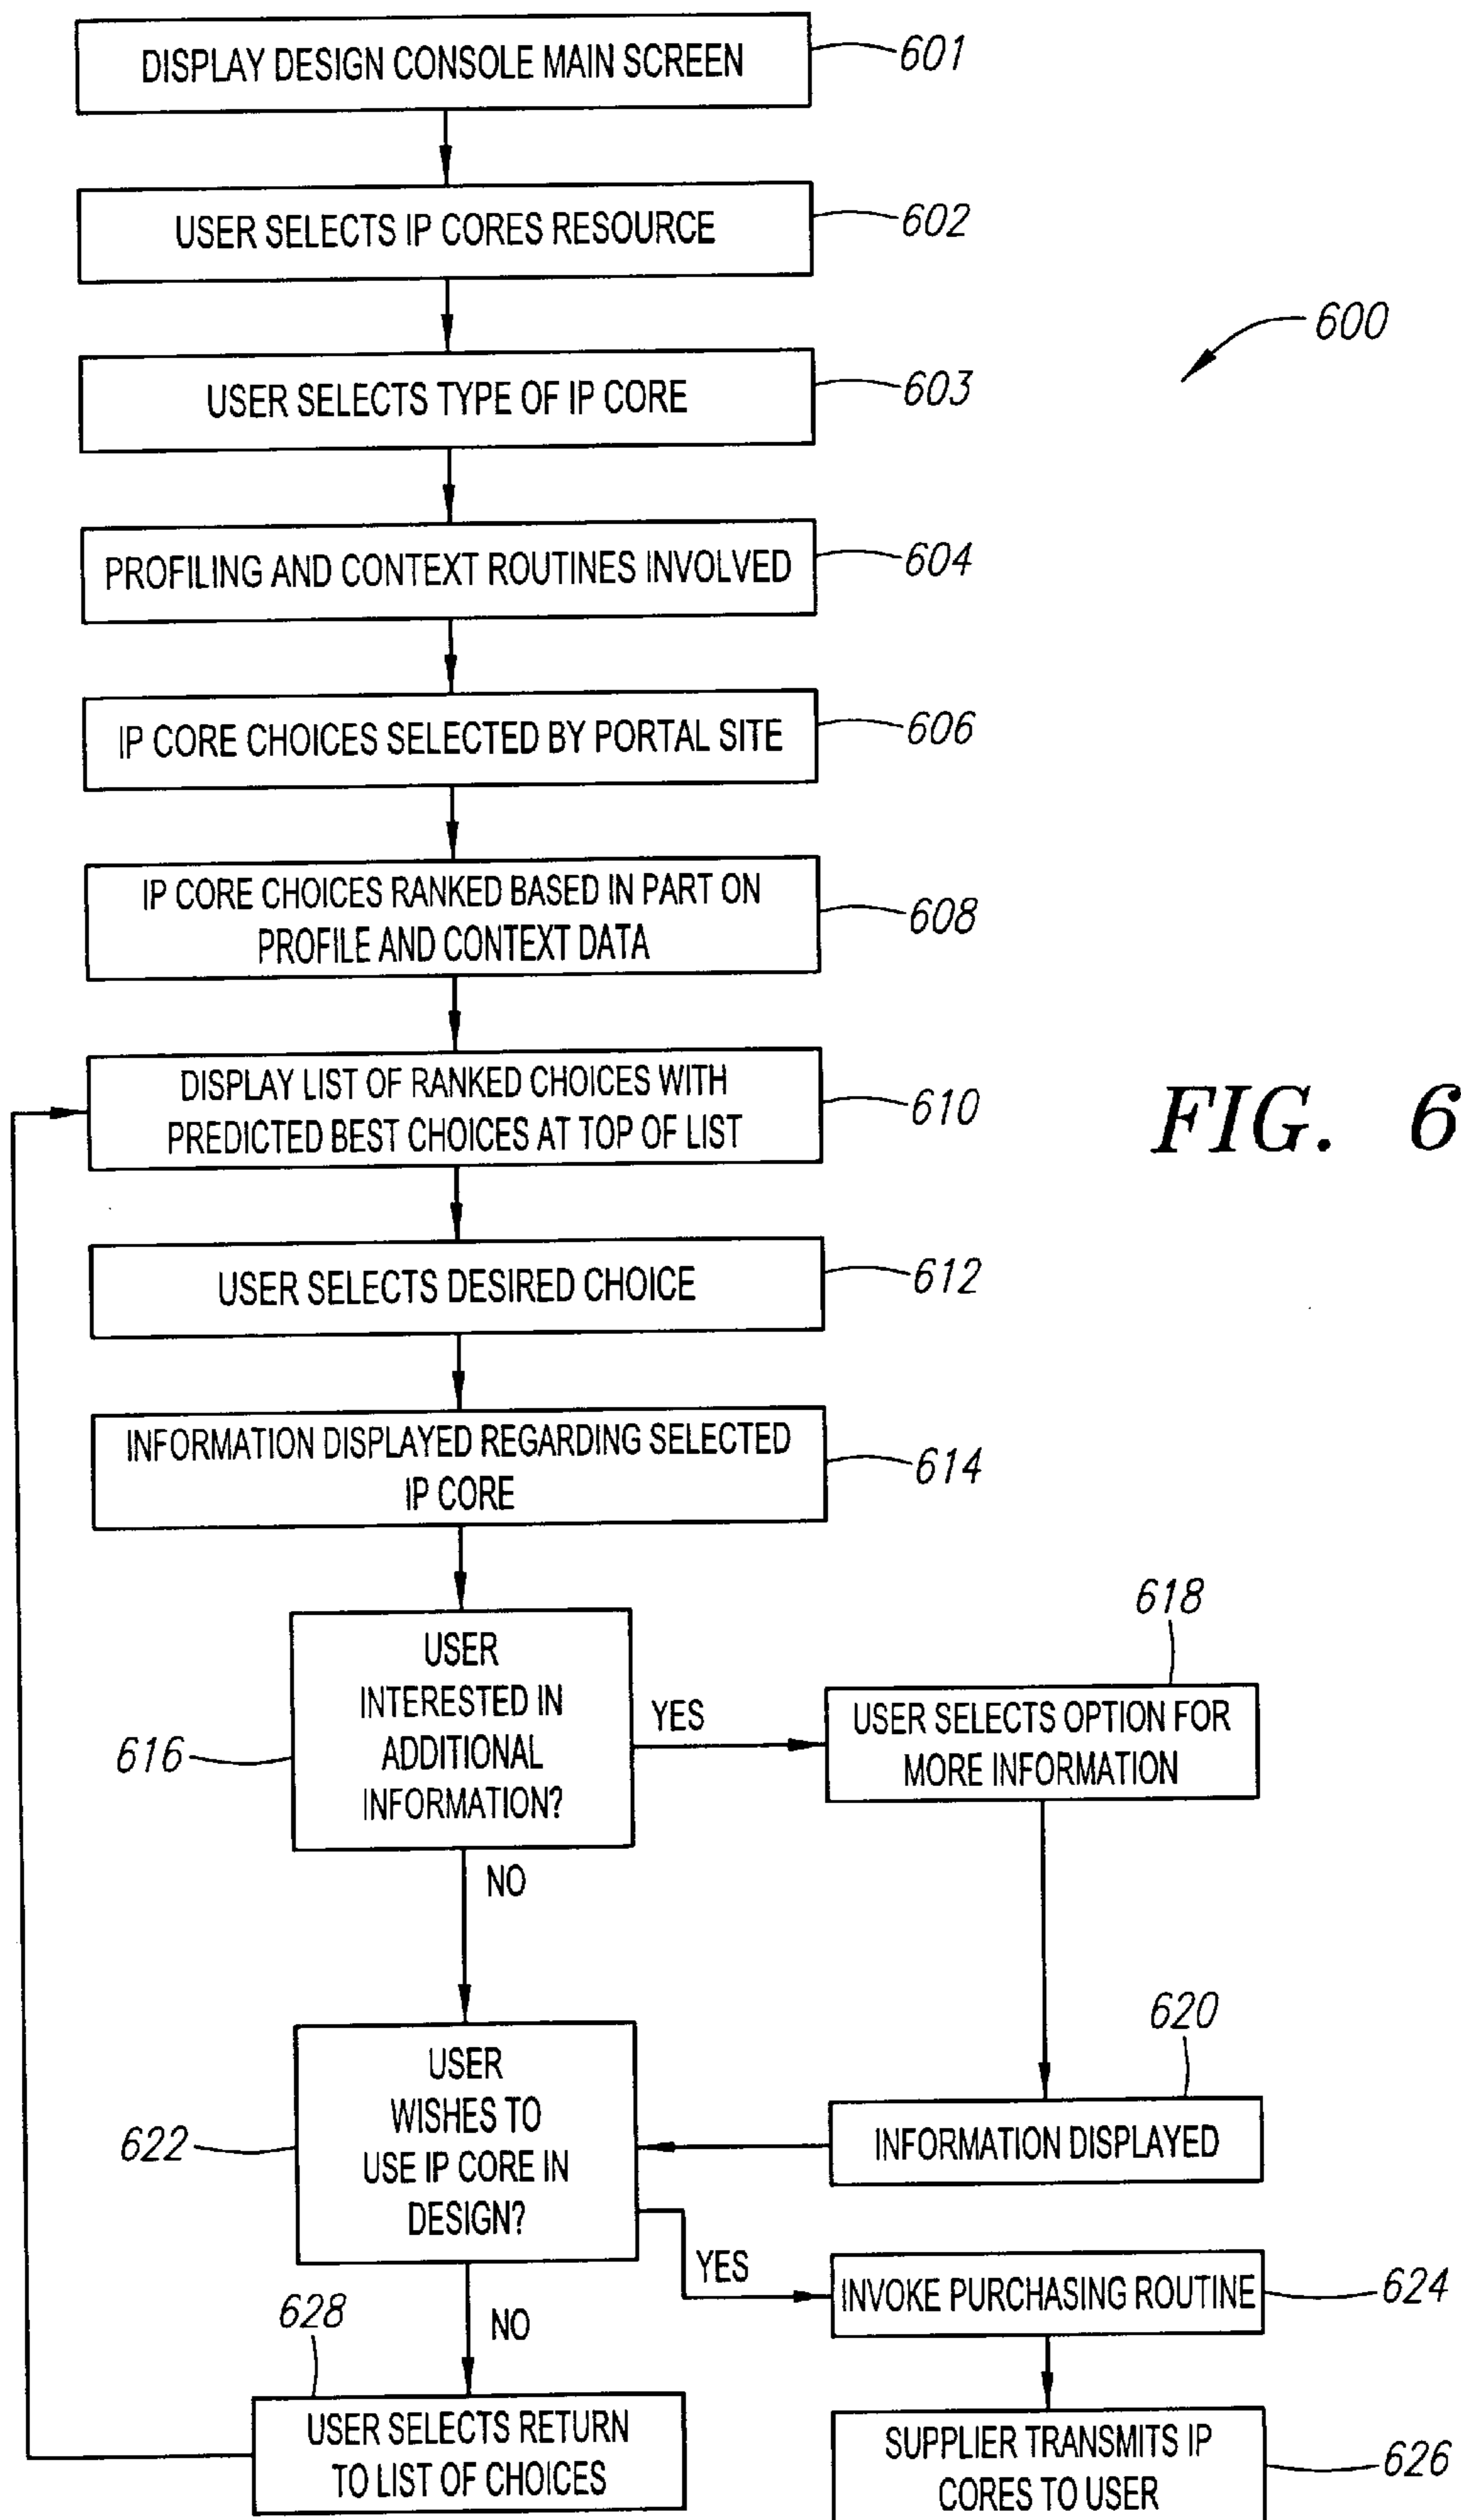 DISPLAY DESIGN CONSOLE MAIN SCREEN
601
USER SELECTS IP CORES RESOURCE
602
600
USER SELECTS TYPE OF IP CORE
603
PROFILING AND CONTEXT ROUTINES INVOLVED
604
IP CORE CHOICES SELECTED BY PORTAL SITE
606
IP CORE CHOICES RANKED BASED IN PART ON
PROFILE AND CONTEXT DATA
608
DISPLAY LIST OF RANKED CHOICES WITH
PREDICTED BEST CHOICES AT TOP OF LIST
610
FIG. 6
USER SELECTS DESIRED CHOICE
612
INFORMATION DISPLAYED REGARDING SELECTED
IP CORE
614
USER
INTERESTED IN
ADDITIONAL
INFORMATION?
616
YES
618
USER SELECTS OPTION FOR
MORE INFORMATION
NO
620
INFORMATION DISPLAYED
USER
WISHES TO
USE IP CORE IN
DESIGN?
622
YES
INVOKE PURCHASING ROUTINE
624
NO
628
USER SELECTS RETURN
TO LIST OF CHOICES
SUPPLIER TRANSMITS IP
CORES TO USER
626